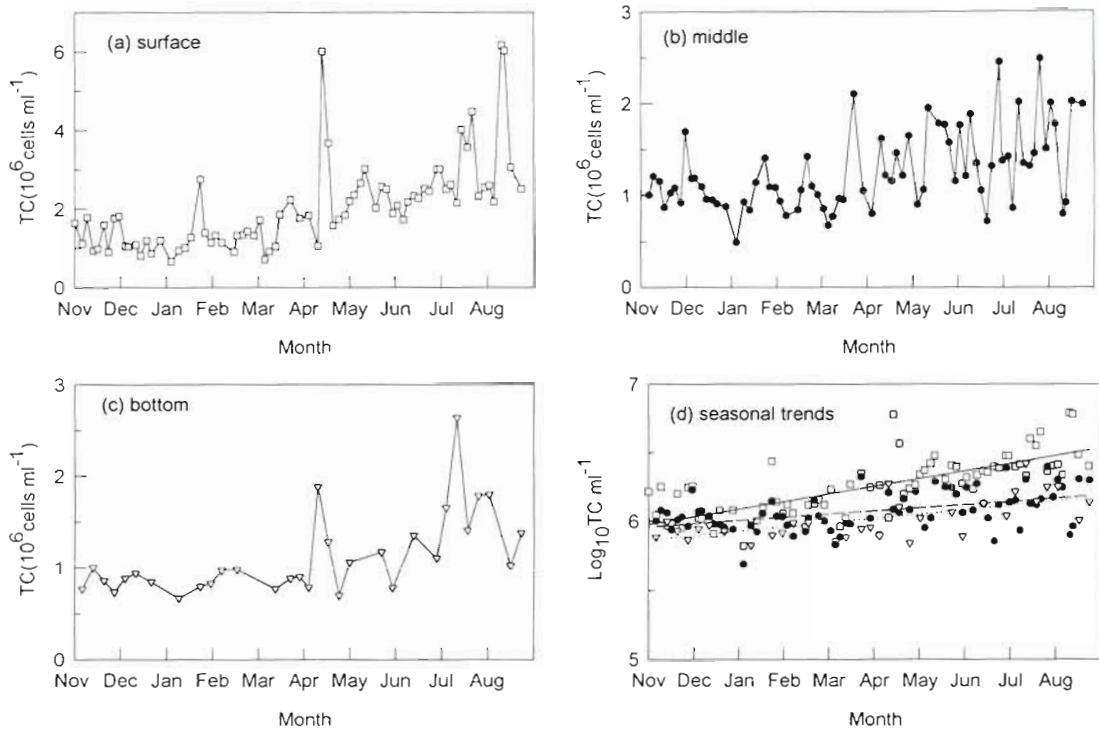 (a) surface
TC(10⁶cells ml⁻¹)
6
4
2
0
Nov Dec Jan Feb Mar Apr May Jun Jul Aug
Month
(b) middle
TC(10⁶cells ml⁻¹)
3
2
1
0
Nov Dec Jan Feb Mar Apr May Jun Jul Aug
Month
(c) bottom
TC(10⁶cells ml⁻¹)
3
2
1
0
Nov Dec Jan Feb Mar Apr May Jun Jul Aug
Month
(d) seasonal trends
Log₁₀TC ml⁻¹
7
6
5
Nov Dec Jan Feb Mar Apr May Jun Jul Aug
Month